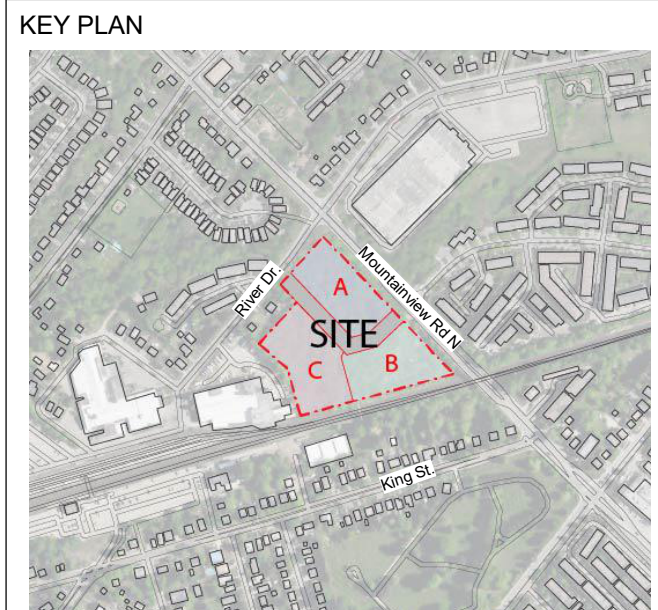 KEY PLAN
River Dr.
Mountainview Rd N
A
SITE
B
C
King St.